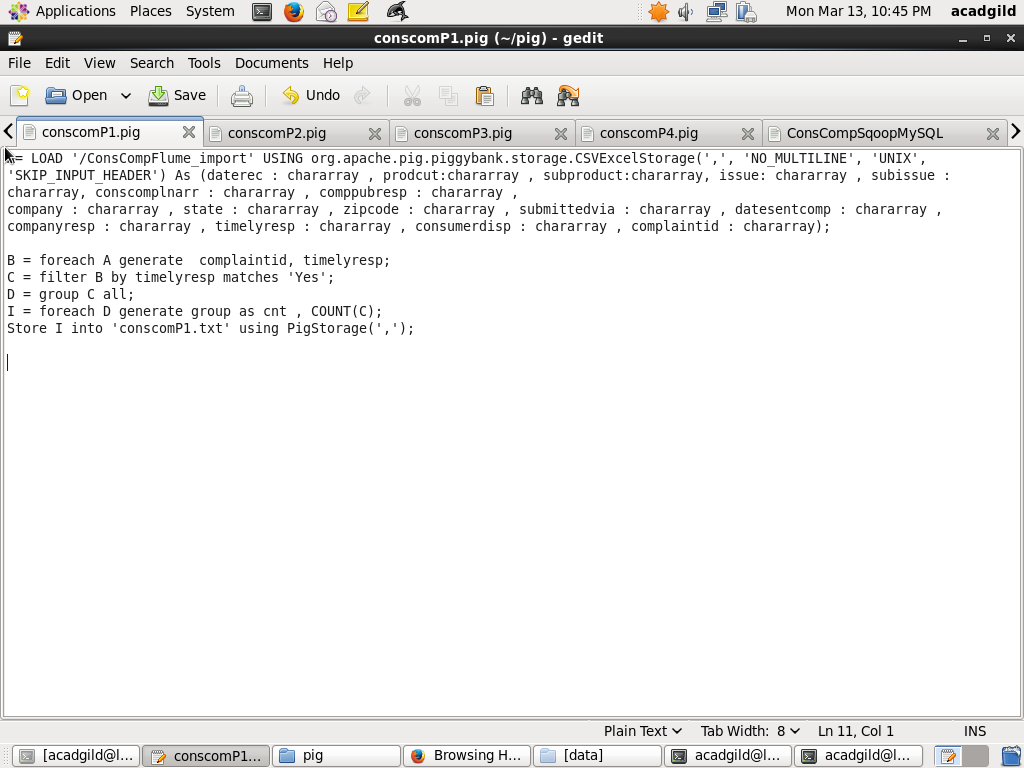 Applications Places System Mon Mar 13, 10:45 PM acadgild
conscomP1.pig (~/pig) - gedit
File Edit View Search Tools Documents Help
Open Save Undo
conscomP1.pig conscomP2.pig conscomP3.pig conscomP4.pig ConsCompSqoopMySQL
= LOAD '/ConsCompFlume_import' USING org.apache.pig.piggybank.storage.CSVExcelStorage(',', 'NO_MULTILINE', 'UNIX',
'SKIP_INPUT_HEADER') As (daterec : chararray , prodcut:chararray , subproduct:chararray, issue: chararray , subissue :
chararray, conscomplnarr : chararray , comppubresp : chararray ,
company : chararray , state : chararray , zipcode : chararray , submittedvia : chararray , datesentcomp : chararray ,
companyresp : chararray , timelyresp : chararray , consumerdisp : chararray , complaintid : chararray);
B = foreach A generate  complaintid, timelyresp;
C = filter B by timelyresp matches 'Yes';
D = group C all;
I = foreach D generate group as cnt , COUNT(C);
Store I into 'conscomP1.txt' using PigStorage(',');
Plain Text Tab Width: 8 Ln 11, Col 1 INS
[acadgild@l... conscomP1... pig Browsing H... [data] acadgild@l... acadgild@l...